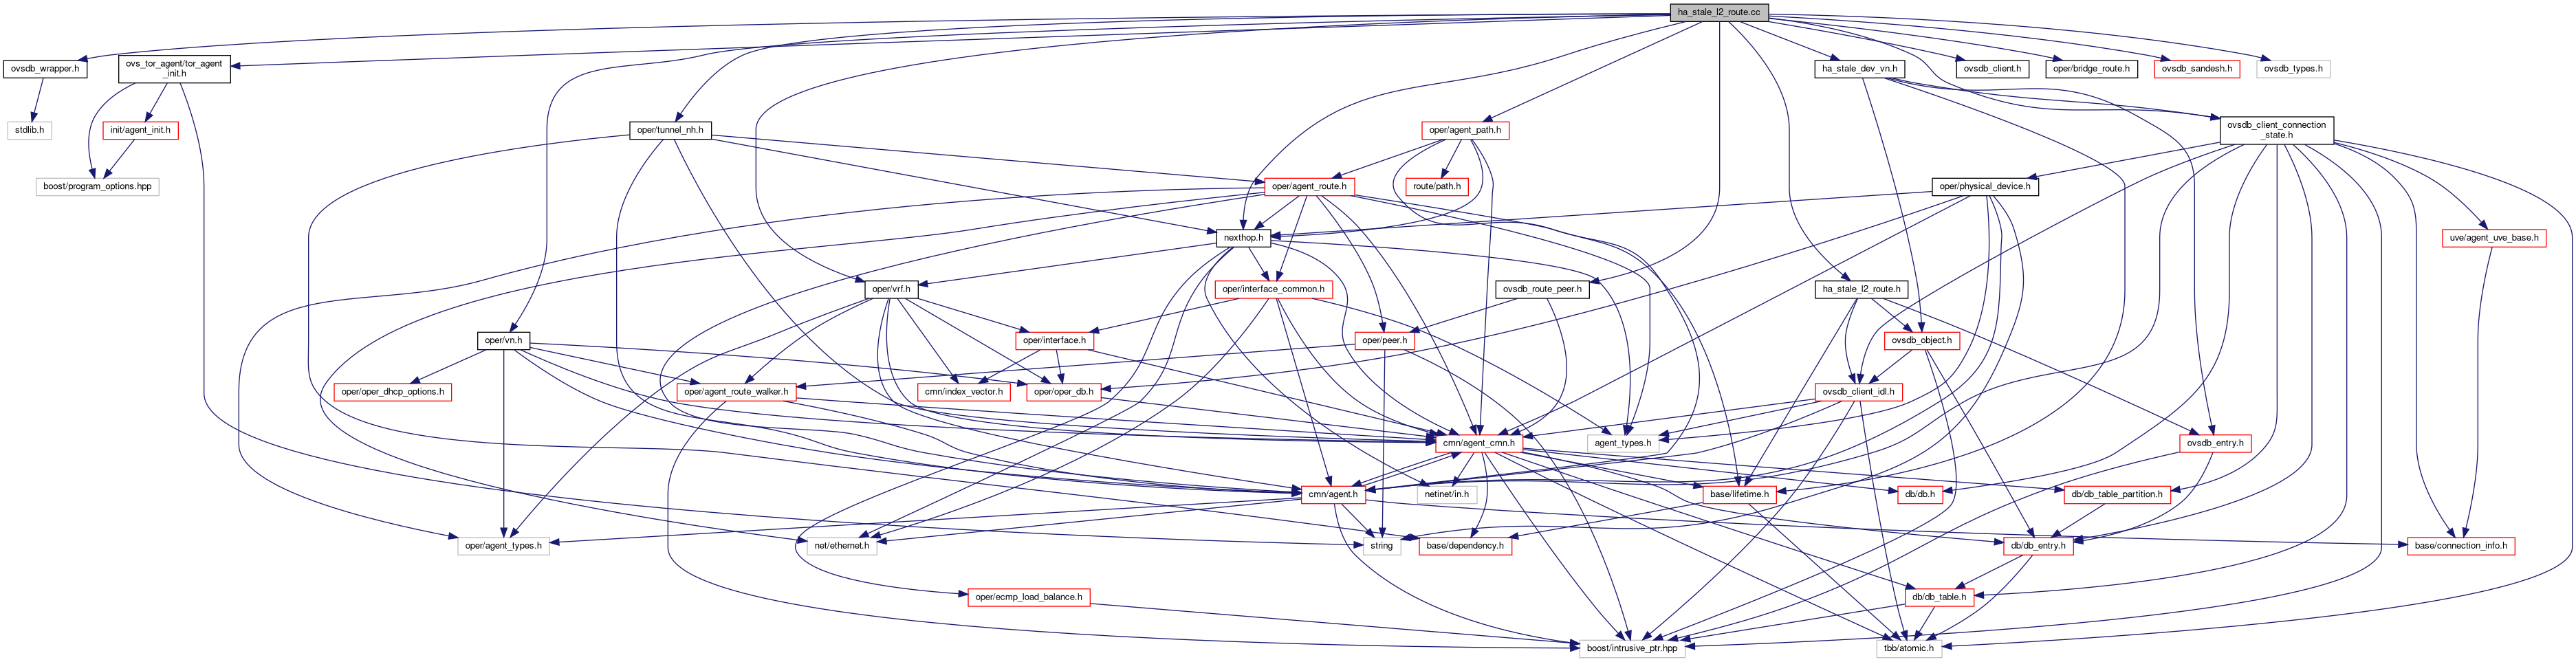 ha_stale_l2_route.cc
ovsdb_wrapper.h
ovs_tor_agent/tor_agent
_init.h
ha_stale_dev_vn.h
ovsdb_client.h
oper/bridge_route.h
ovsdb_sandesh.h
ovsdb_types.h
stdlib.h
init/agent_init.h
oper/tunnel_nh.h
oper/agent_path.h
ovsdb_client_connection
_state.h
boost/program_options.hpp
oper/agent_route.h
route/path.h
oper/physical_device.h
nexthop.h
uve/agent_uve_base.h
oper/vrf.h
oper/interface_common.h
ovsdb_route_peer.h
ha_stale_l2_route.h
oper/vn.h
oper/interface.h
oper/peer.h
ovsdb_object.h
oper/oper_dhcp_options.h
oper/agent_route_walker.h
cmn/index_vector.h
oper/oper_db.h
ovsdb_client_idl.h
cmn/agent_cmn.h
agent_types.h
ovsdb_entry.h
cmn/agent.h
netinet/in.h
base/lifetime.h
db/db.h
db/db_table_partition.h
oper/agent_types.h
net/ethernet.h
string
base/dependency.h
db/db_entry.h
base/connection_info.h
oper/ecmp_load_balance.h
db/db_table.h
boost/intrusive_ptr.hpp
tbb/atomic.h